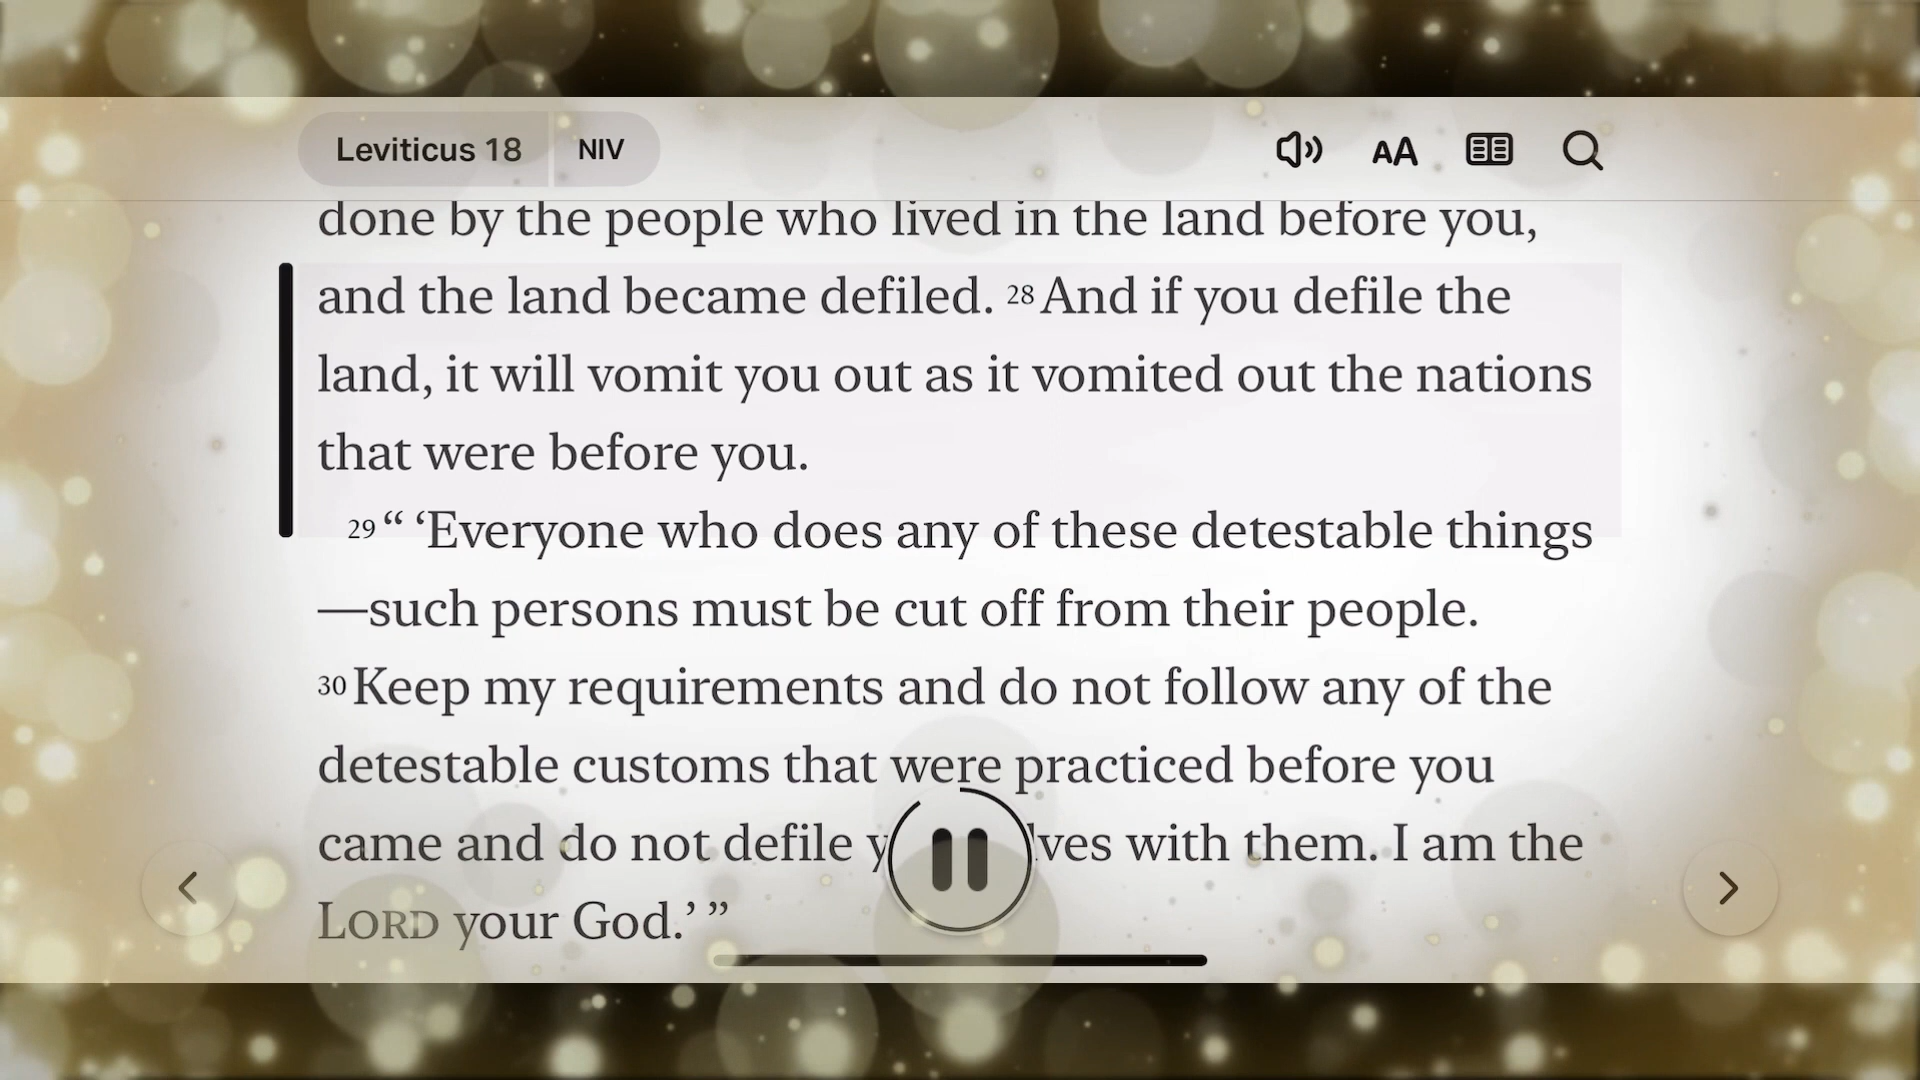 Leviticus 18 NIV AA
done by the people who lived in the land before you,
and the land became defiled. 28 And if you defile the
land, it will vomit you out as it vomited out the nations
that were before you.
29 “ ‘Everyone who does any of these detestable things
—such persons must be cut off from their people.
30 Keep my requirements and do not follow any of the
detestable customs that were practiced before you
came and do not defile y lves with them. I am the
LORD your God.’ ”